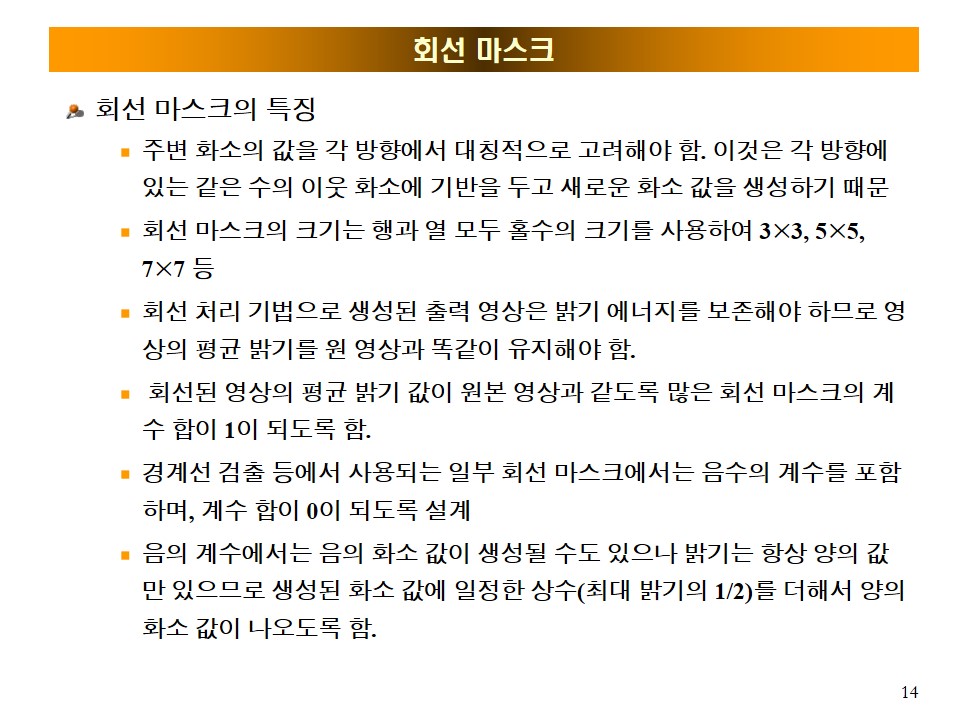 회선 마스크
회선 마스크의 특징
주변 화소의 값을 각 방향에서 대칭적으로 고려해야 함. 이것은 각 방향에
있는 같은 수의 이웃 화소에 기반을 두고 새로운 화소 값을 생성하기 때문
회선 마스크의 크기는 행과 열 모두 홀수의 크기를 사용하여 3×3, 5×5,
7×7 등
회선 처리 기법으로 생성된 출력 영상은 밝기 에너지를 보존해야 하므로 영
상의 평균 밝기를 원 영상과 똑같이 유지해야 함.
회선된 영상의 평균 밝기 값이 원본 영상과 같도록 많은 회선 마스크의 계
수 합이 1이 되도록 함.
경계선 검출 등에서 사용되는 일부 회선 마스크에서는 음수의 계수를 포함
하며, 계수 합이 0이 되도록 설계
음의 계수에서는 음의 화소 값이 생성될 수도 있으나 밝기는 항상 양의 값
만 있으므로 생성된 화소 값에 일정한 상수(최대 밝기의 1/2)를 더해서 양의
화소 값이 나오도록 함.
14